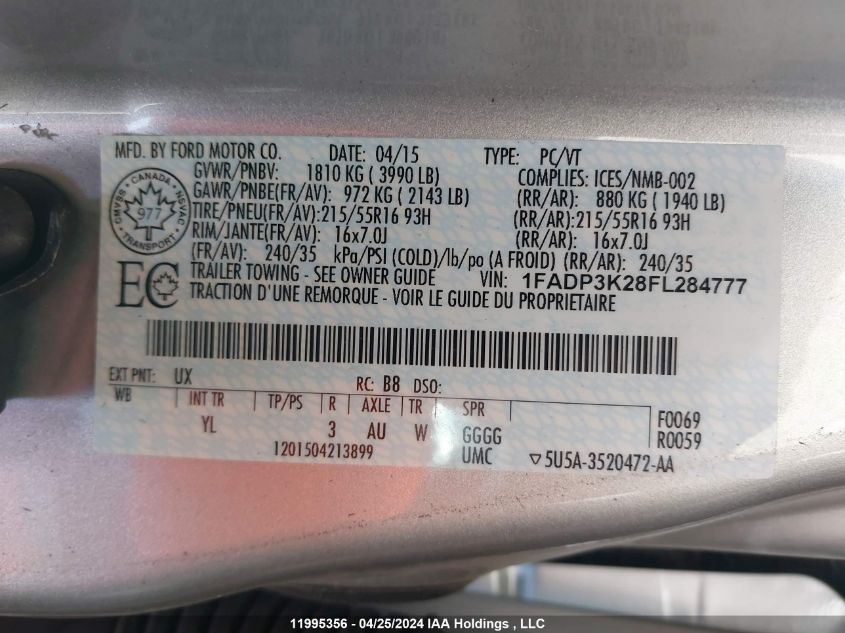 MFD. BY FORD MOTOR CO. DATE: 04/15 TYPE: PC/VT
GVWR/PNBV: 1810 KG ( 3990 LB) COMPLIES: ICES/NMB-002
GAWR/PNBE(FR/AV): 972 KG ( 2143 LB) (RR/AR): 880 KG ( 1940 LB)
TIRE/PNEU(FR/AV):215/55R16 93H (RR/AR):215/55R16 93H
RIM/JANTE(FR/AV): 16x7.0J (RR/AR): 16x7.0J
(FR/AV): 240/35 kPa/PSI (COLD)/lb/po (A FROID) (RR/AR): 240/35
TRAILER TOWING - SEE OWNER GUIDE VIN: 1FADP3K28FL284777
TRACTION D'UNE REMORQUE - VOIR LE GUIDE DU PROPRIETAIRE
CANADA
CMVSS
977
NSVAC
TRANSPORT
EC
EXT PNT: UX RC: B8 DSO:
WB INT TR TP/PS R AXLE TR SPR F0069
YL 3 AU W GGGG R0059
1201504213899 UMC ▽5U5A-3520472-AA
11995356 - 04/25/2024 IAA Holdings , LLC